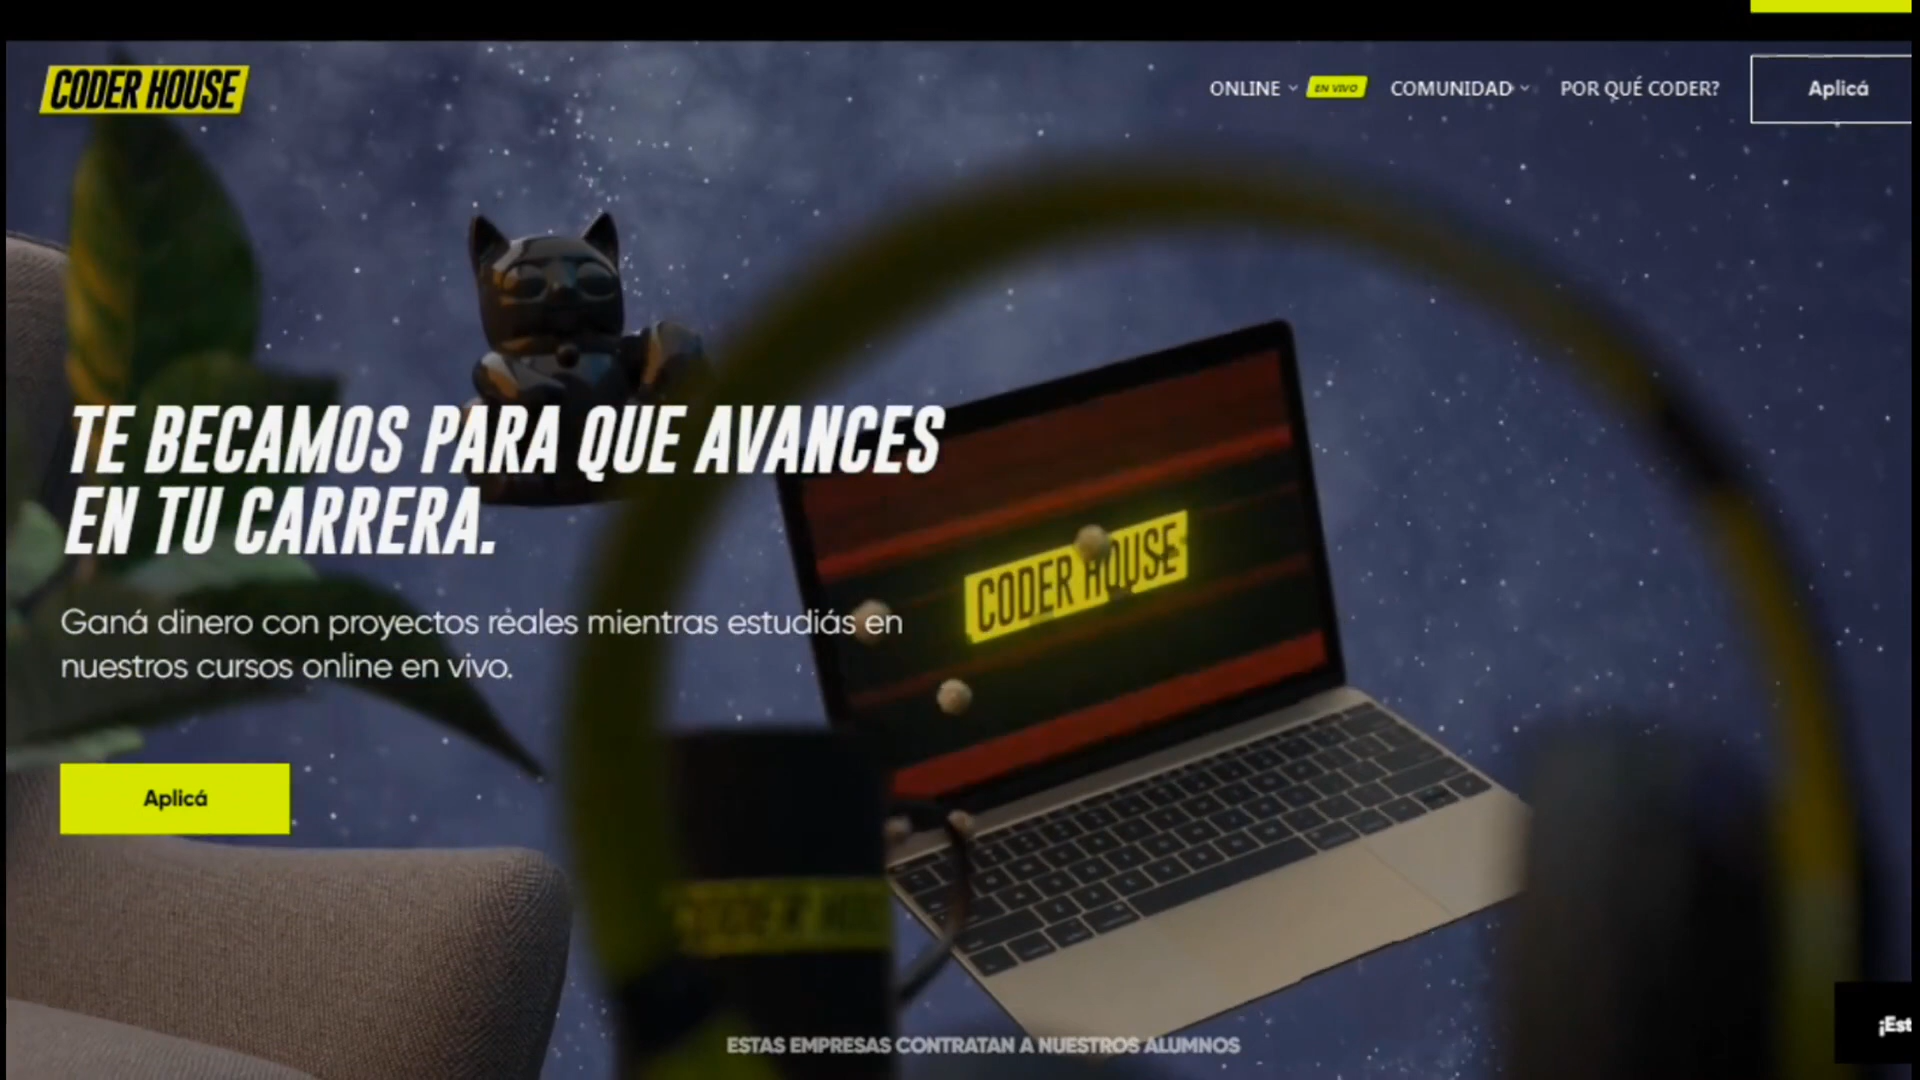 CODER HOUSE
ONLINE EN VIVO COMUNIDAD POR QUÉ CODER? Aplicá
TE BECAMOS PARA QUE AVANCES
EN TU CARRERA.
CODER HOUSE
Ganá dinero con proyectos reales mientras estudiás en
nuestros cursos online en vivo.
Aplicá
ESTAS EMPRESAS CONTRATAN A NUESTROS ALUMNOS